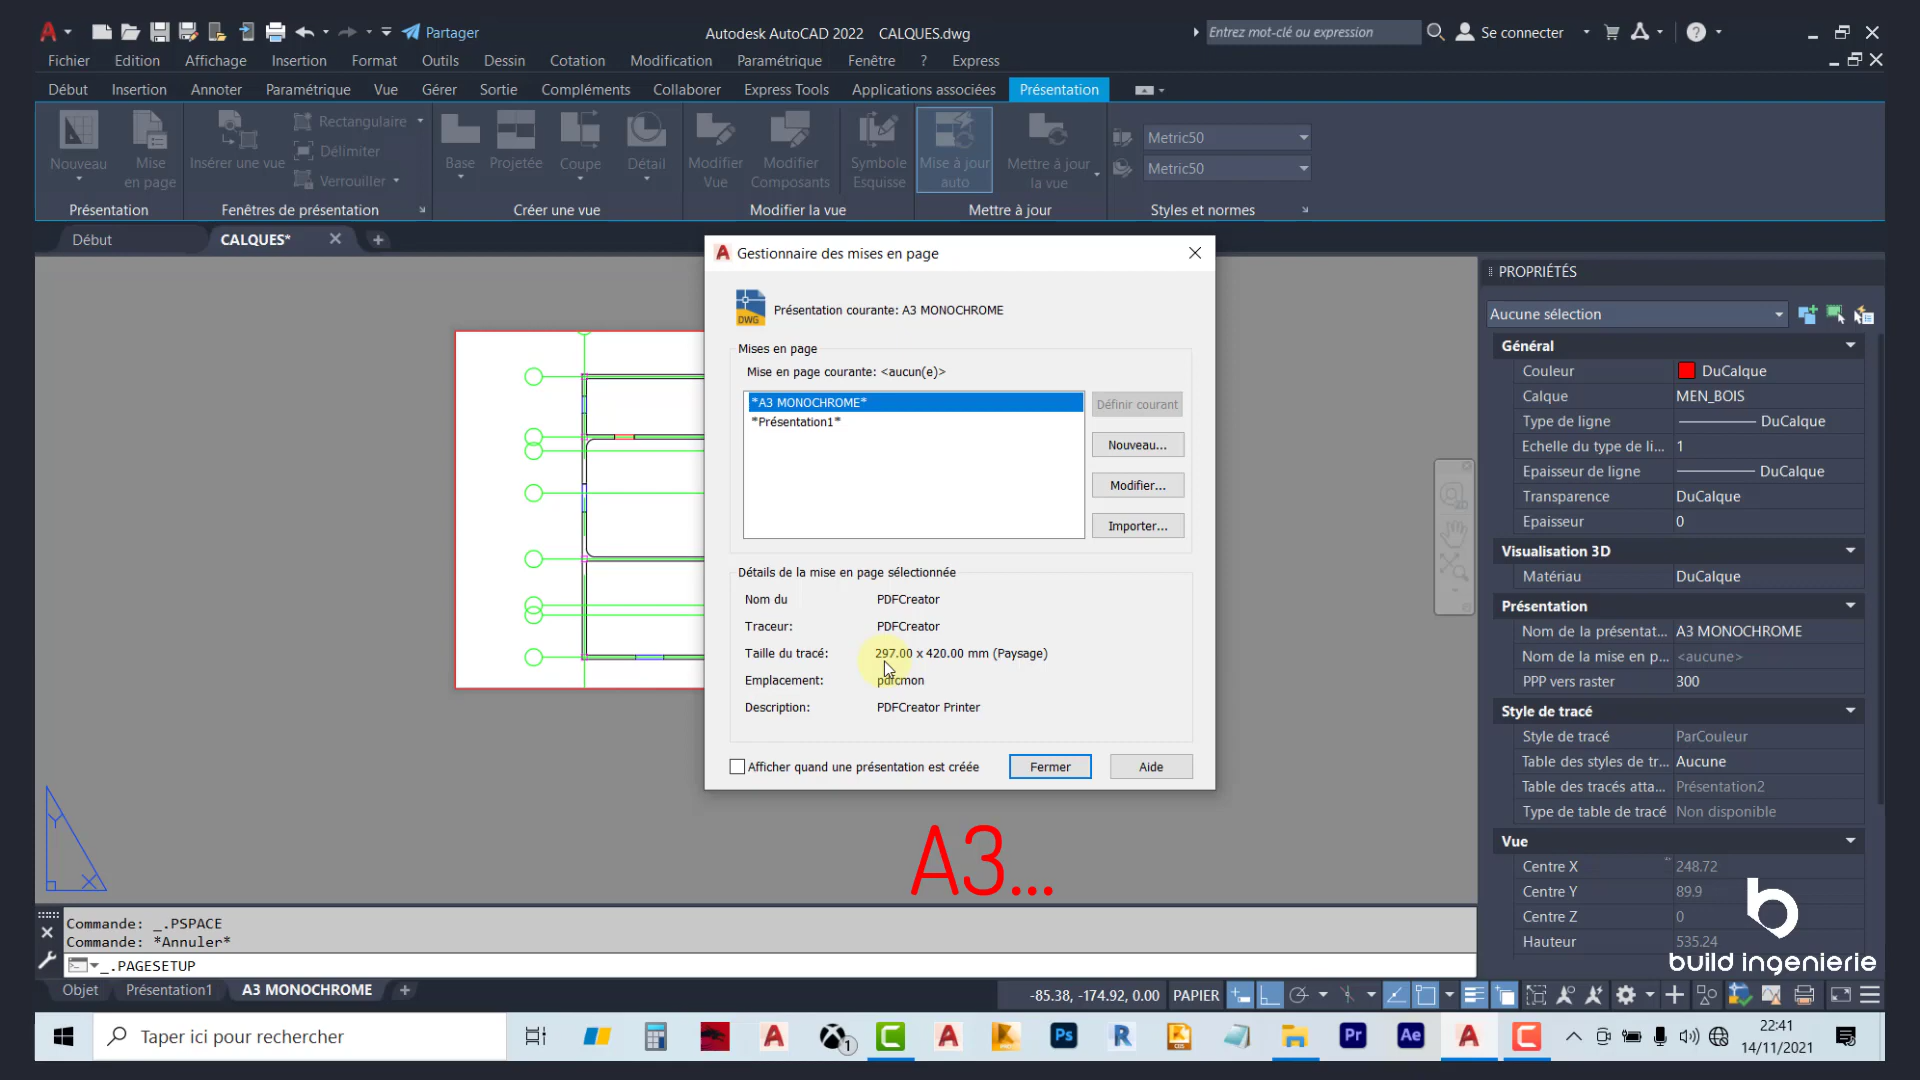 Partager
Autodesk AutoCAD 2022 CALQUES.dwg
Entrez mot-clé ou expression
Se connecter
Fichier Edition Affichage Insertion Format Outils Dessin Cotation Modification Paramétrique Fenêtre ? Express
Début Insertion Annoter Paramétrique Vue Gérer Sortie Compléments Collaborer Express Tools Applications associées Présentation
Nouveau
Mise en page
Insérer une vue
Rectangulaire
Délimiter
Verrouiller
Base
Projetée
Coupe
Détail
Modifier Vue
Modifier Composants
Symbole Esquisse
Mise à jour auto
Mettre à jour la vue
Metric50
Metric50
Présentation
Fenêtres de présentation
Créer une vue
Modifier la vue
Mettre à jour
Styles et normes
Début
CALQUES*
Gestionnaire des mises en page
DWG
Présentation courante: A3 MONOCHROME
Mises en page
Mise en page courante: <aucun(e)>
*A3 MONOCHROME*
*Présentation1*
Définir courant
Nouveau...
Modifier...
Importer...
Détails de la mise en page sélectionnée
Nom du PDFCreator
Traceur: PDFCreator
Taille du tracé: 297.00 x 420.00 mm (Paysage)
Emplacement: pdfcmon
Description: PDFCreator Printer
Afficher quand une présentation est créée
Fermer
Aide
A3...
PROPRIÉTÉS
Aucune sélection
Général
Couleur DuCalque
Calque MEN_BOIS
Type de ligne DuCalque
Echelle du type de li... 1
Epaisseur de ligne DuCalque
Transparence DuCalque
Epaisseur 0
Visualisation 3D
Matériau DuCalque
Présentation
Nom de la présentat... A3 MONOCHROME
Nom de la mise en p... <aucune>
PPP vers raster 300
Style de tracé
Style de tracé ParCouleur
Table des styles de tr... Aucune
Table des tracés atta... Présentation2
Type de table de tracé Non disponible
Vue
Centre X 248.72
Centre Y 89.9
Centre Z 0
Hauteur 535.24
build ingenierie
Y
X
Commande: _.PSPACE
Commande: *Annuler*
_.PAGESETUP
Objet Présentation1 A3 MONOCHROME
-85.38, -174.92, 0.00 PAPIER
Taper ici pour rechercher
1
Ps
R
Pr
Ae
22:41
14/11/2021